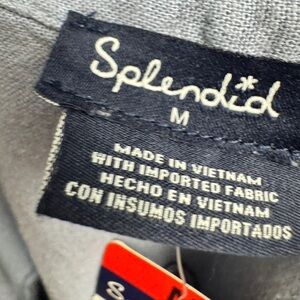 Splendid
M
MADE IN VIETNAM
WITH IMPORTED FABRIC
HECHO EN VIETNAM
CON INSUMOS IMPORTADOS
S